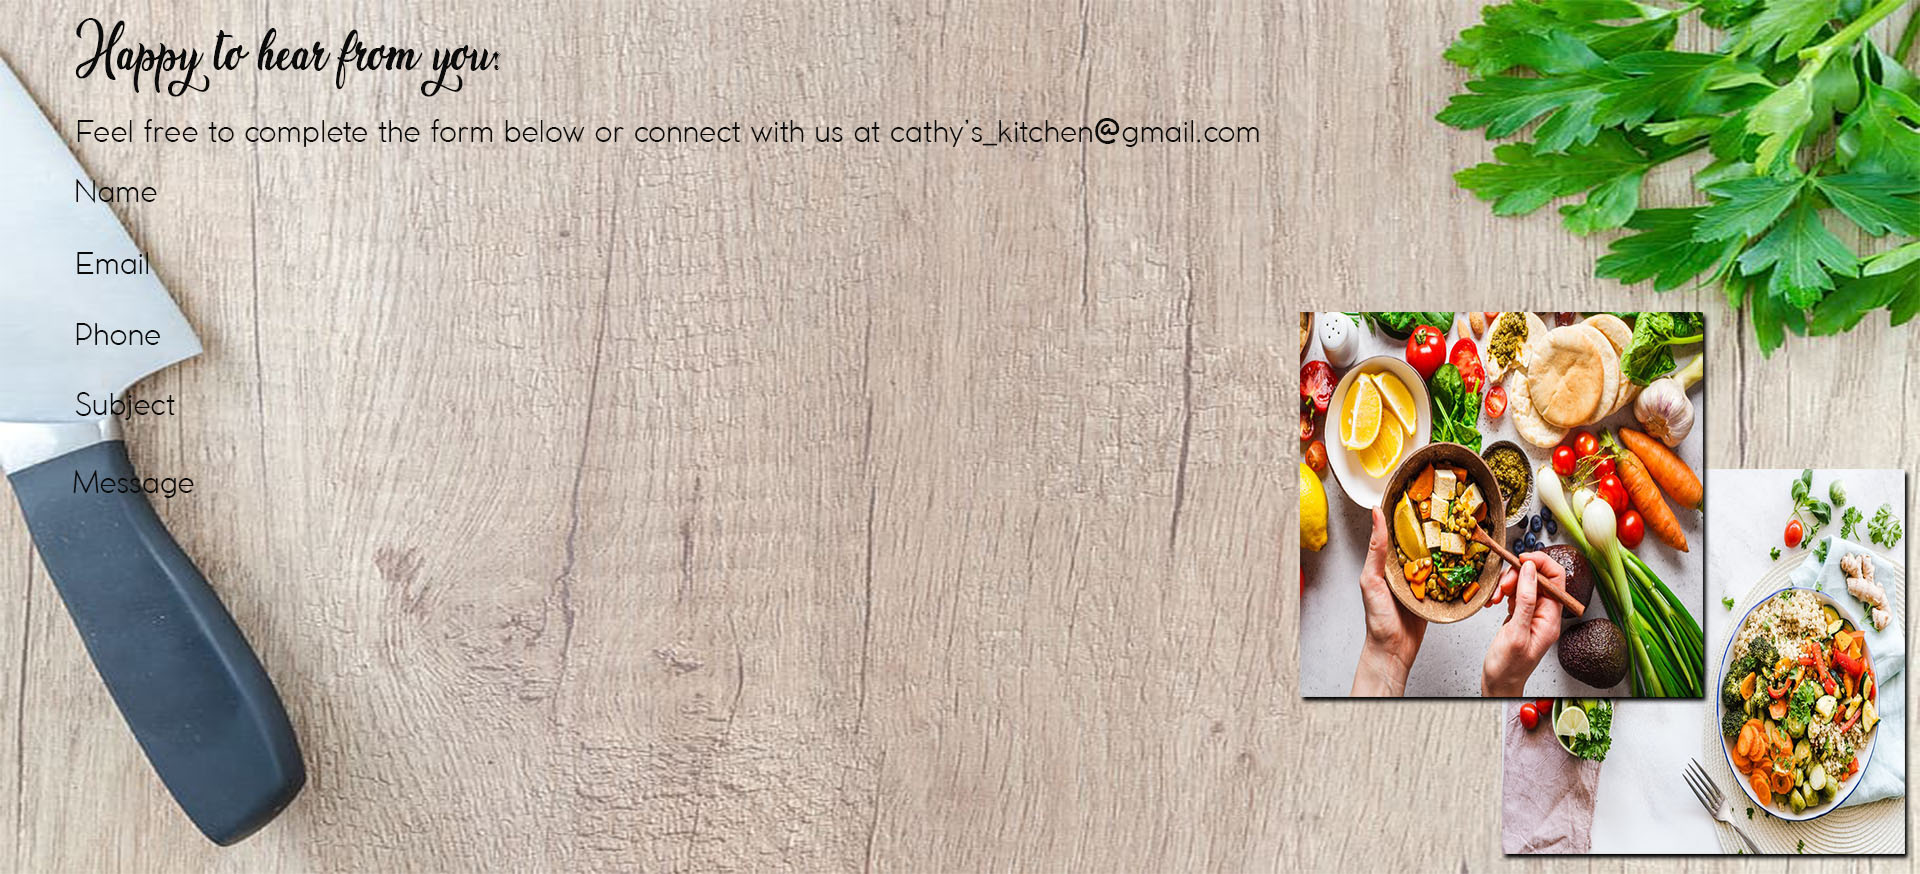 Happy to hear from you:
Feel free to complete the form below or connect with us at cathy's_kitchen@gmail.com
Name
Email
Phone
Subject
Message